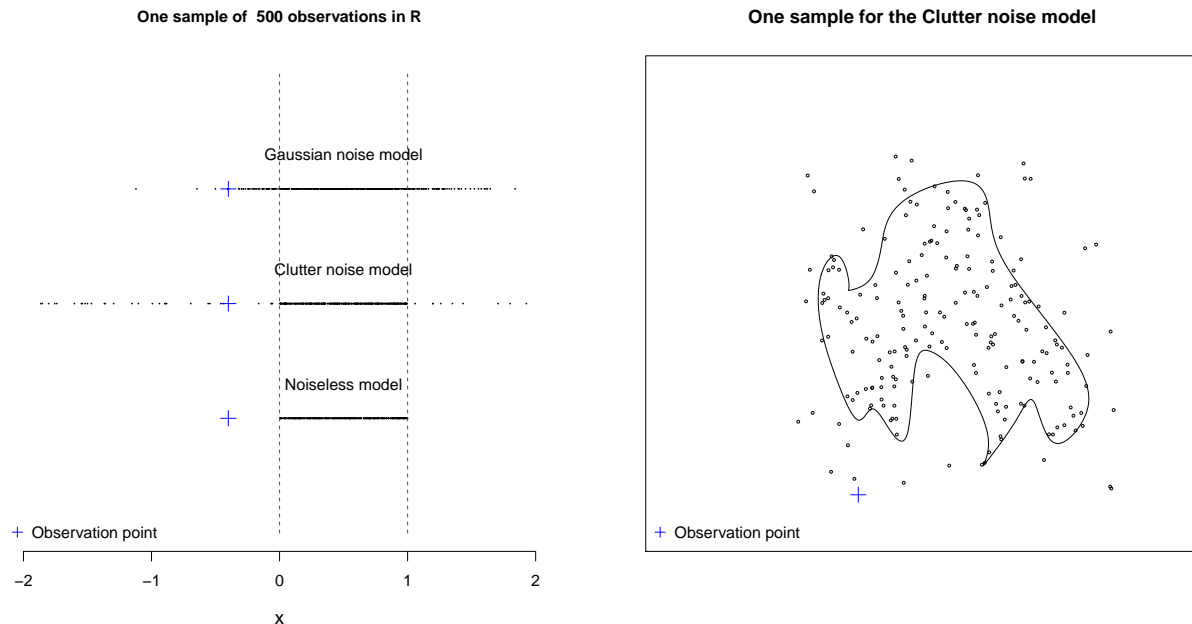 One sample of 500 observations in R
Gaussian noise model
Clutter noise model
Noiseless model
+ Observation point
−2 −1 0 1 2
x
One sample for the Clutter noise model
+ Observation point